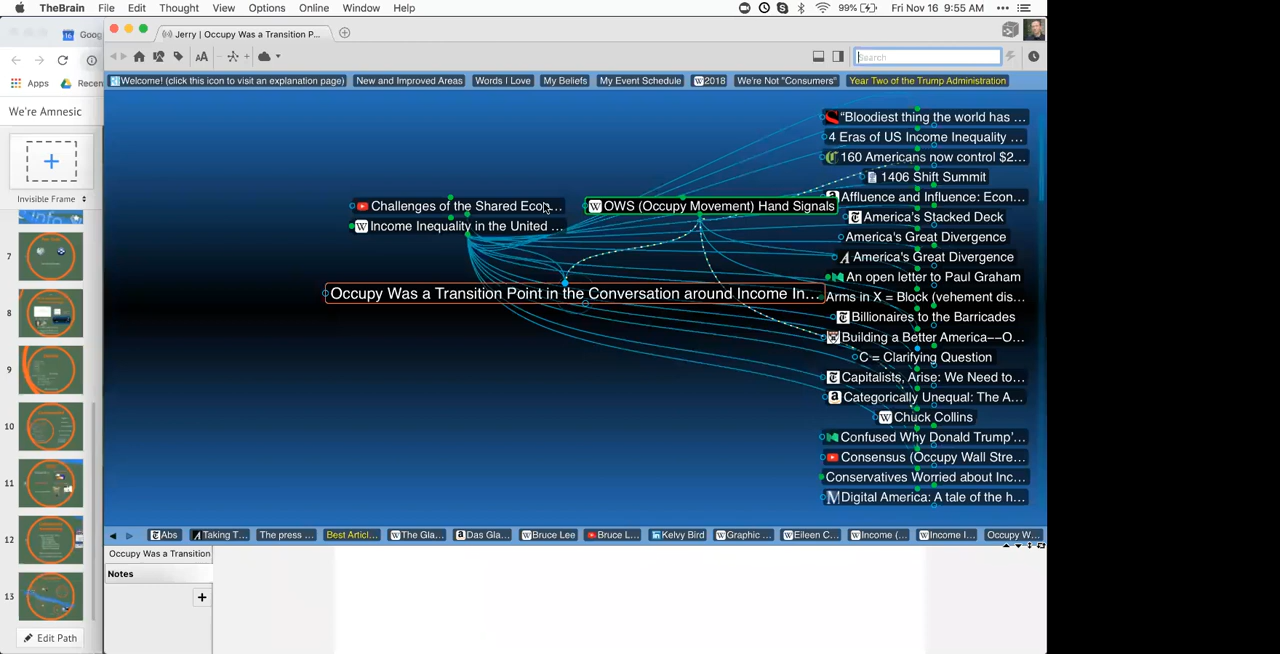 TheBrain File Edit Thought View Options Online Window Help 99% Fri Nov 16 9:55 AM
Goog
Jerry | Occupy Was a Transition P...
Search
Apps Recen
Welcome! (click this icon to visit an explanation page) New and Improved Areas Words I Love My Beliefs My Event Schedule 2018 We're Not "Consumers" Year Two of the Trump Administration
We're Amnesic
Invisible Frame
7
8
9
10
11
12
13
Edit Path
Challenges of the Shared Eco...
Income Inequality in the United ...
OWS (Occupy Movement) Hand Signals
Occupy Was a Transition Point in the Conversation around Income In...
"Bloodiest thing the world has ...
4 Eras of US Income Inequality ...
160 Americans now control $2...
1406 Shift Summit
Affluence and Influence: Econ...
America's Stacked Deck
America's Great Divergence
America's Great Divergence
An open letter to Paul Graham
Arms in X = Block (vehement dis...
Billionaires to the Barricades
Building a Better America––O...
C = Clarifying Question
Capitalists, Arise: We Need to...
Categorically Unequal: The A...
Chuck Collins
Confused Why Donald Trump'...
Consensus (Occupy Wall Stre...
Conservatives Worried about Inc...
Digital America: A tale of the h...
Abs Taking T... The press ... Best Articl... The Gla... Das Gla... Bruce Lee Bruce L... Kelvy Bird Graphic ... Eileen C... Income (... Income I... Occupy W...
Occupy Was a Transition
Notes